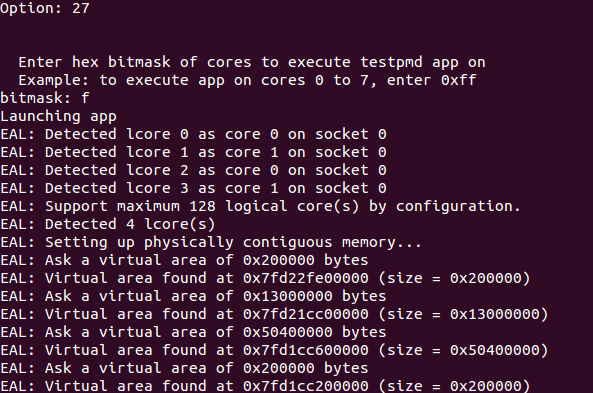 Option: 27
Enter hex bitmask of cores to execute testpmd app on
Example: to execute app on cores 0 to 7, enter 0xff
bitmask: f
Launching app
EAL: Detected lcore 0 as core 0 on socket 0
EAL: Detected lcore 1 as core 1 on socket 0
EAL: Detected lcore 2 as core 0 on socket 0
EAL: Detected lcore 3 as core 1 on socket 0
EAL: Support maximum 128 logical core(s) by configuration.
EAL: Detected 4 lcore(s)
EAL: Setting up physically contiguous memory...
EAL: Ask a virtual area of 0x200000 bytes
EAL: Virtual area found at 0x7fd22fe00000 (size = 0x200000)
EAL: Ask a virtual area of 0x13000000 bytes
EAL: Virtual area found at 0x7fd21cc00000 (size = 0x13000000)
EAL: Ask a virtual area of 0x50400000 bytes
EAL: Virtual area found at 0x7fd1cc600000 (size = 0x50400000)
EAL: Ask a virtual area of 0x200000 bytes
EAL: Virtual area found at 0x7fd1cc200000 (size = 0x200000)